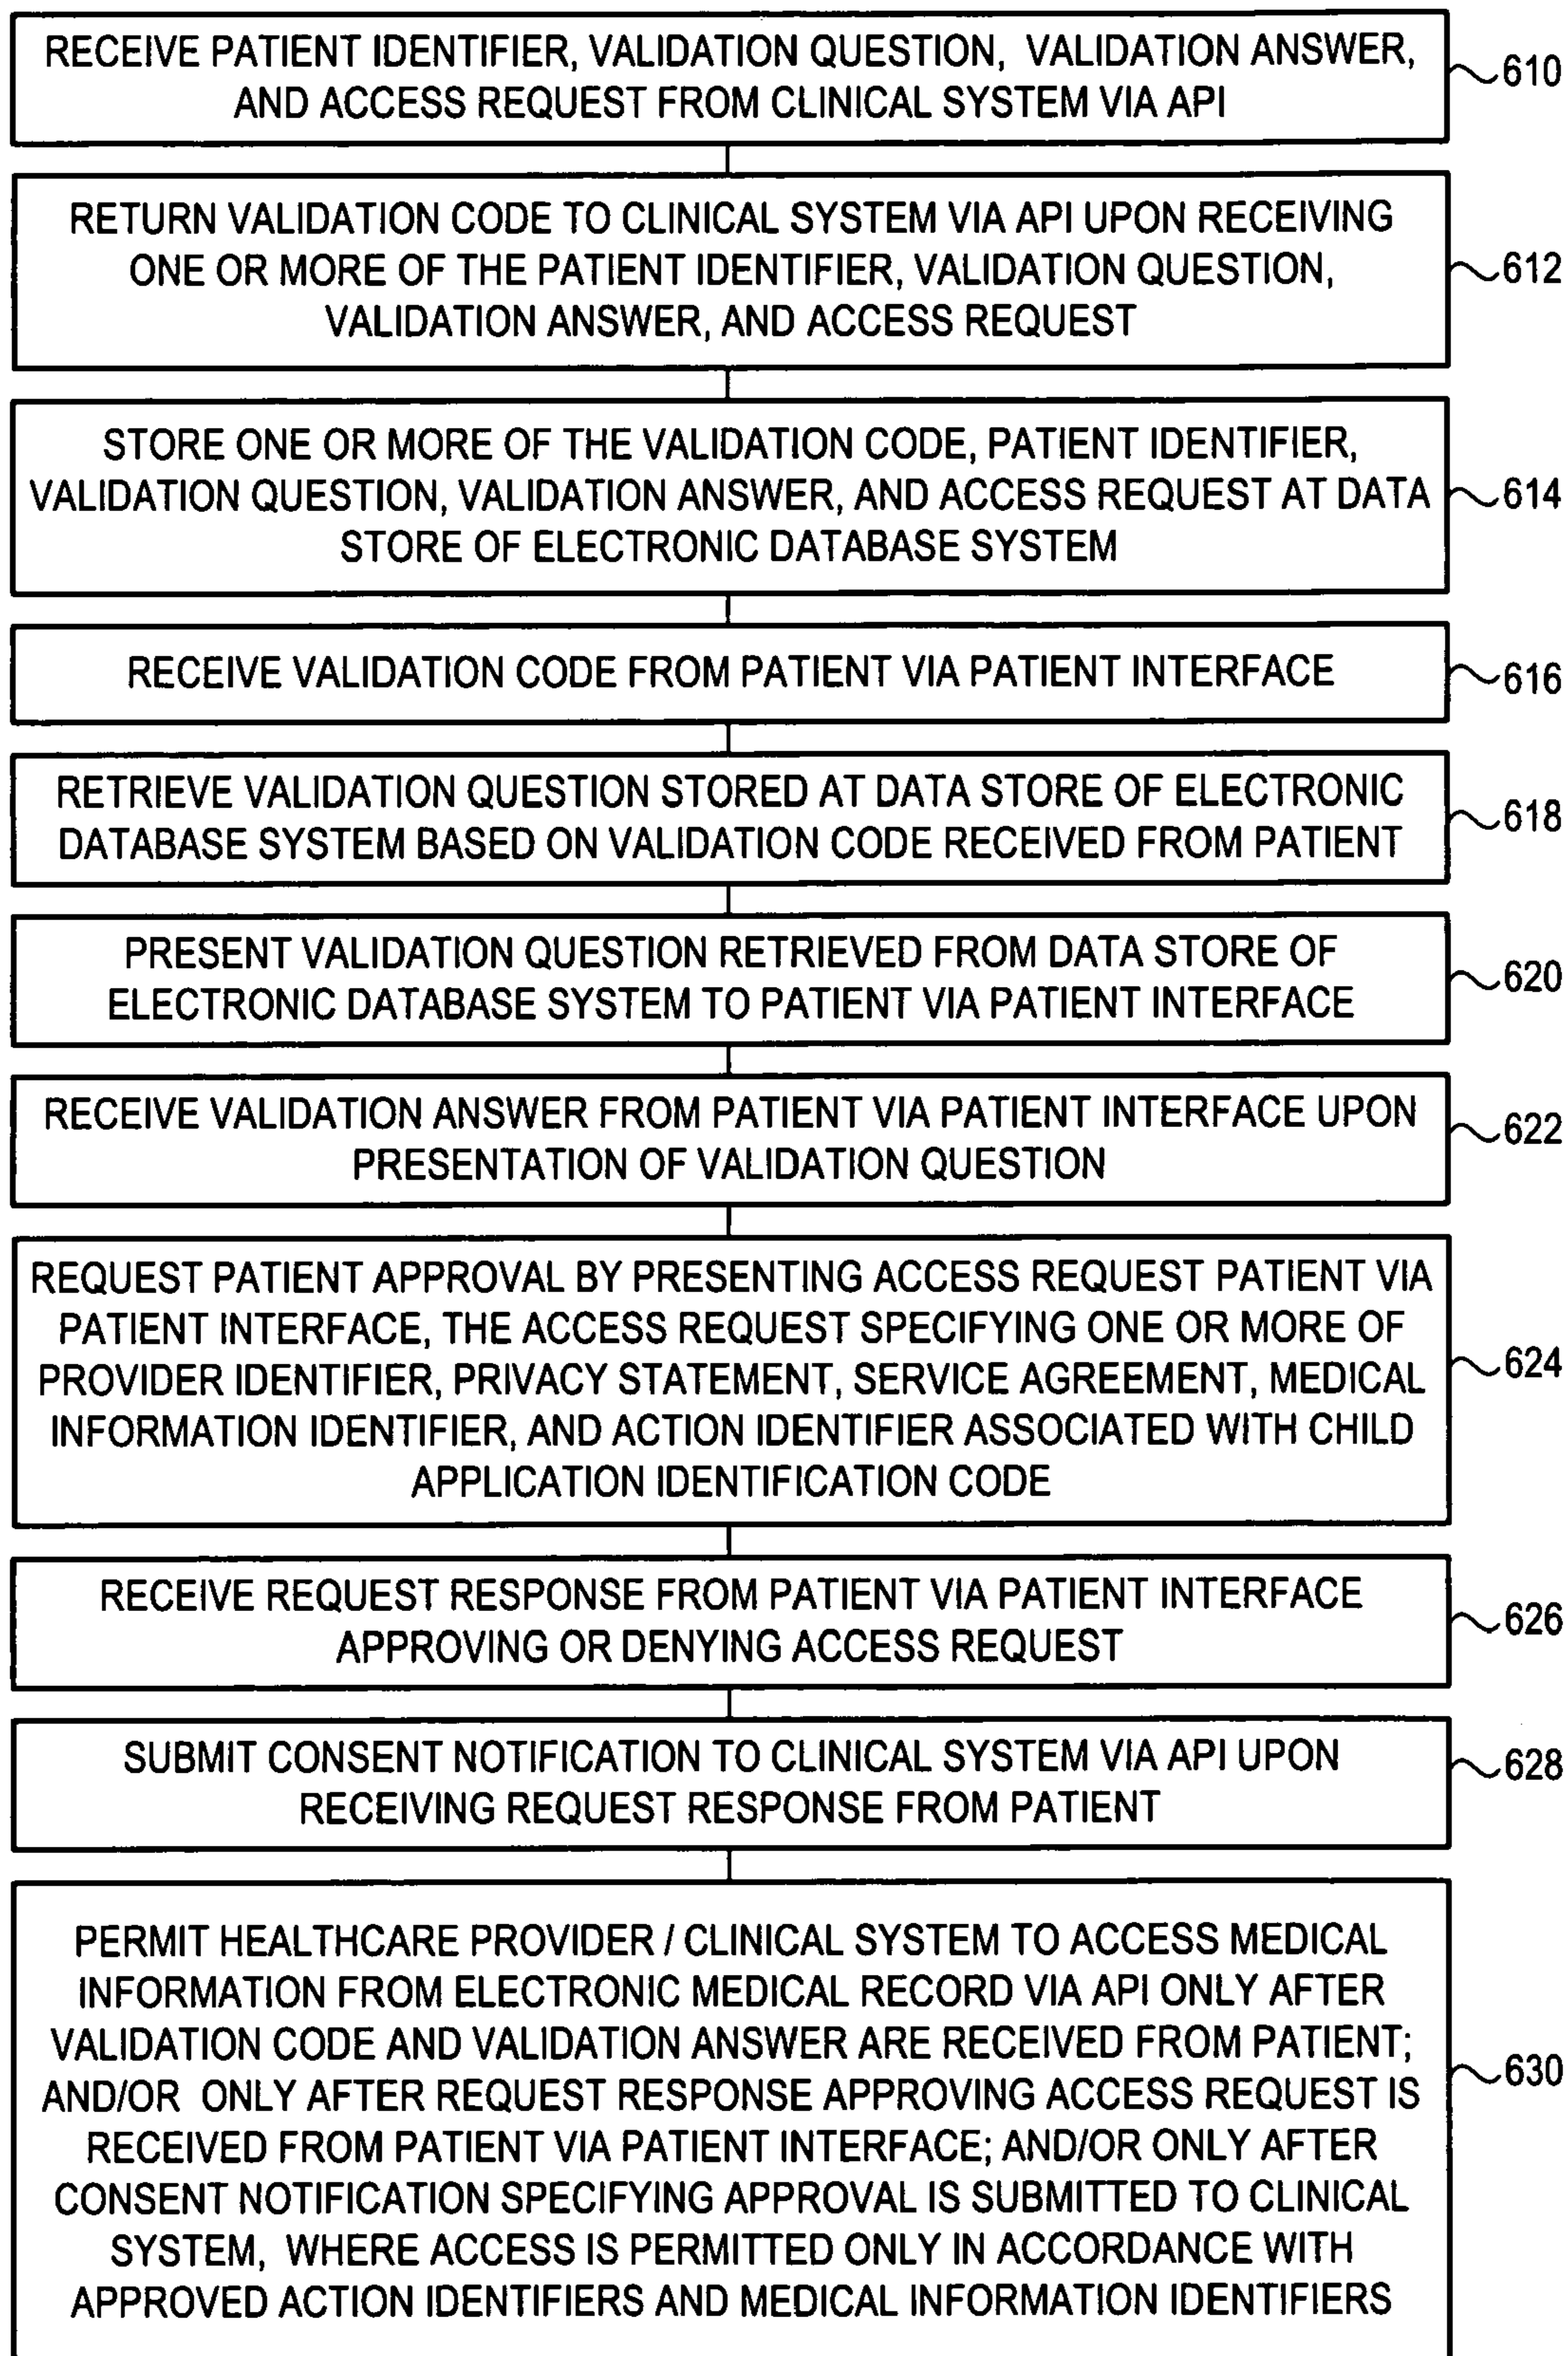 RECEIVE PATIENT IDENTIFIER, VALIDATION QUESTION, VALIDATION ANSWER,
AND ACCESS REQUEST FROM CLINICAL SYSTEM VIA API
610
RETURN VALIDATION CODE TO CLINICAL SYSTEM VIA API UPON RECEIVING
ONE OR MORE OF THE PATIENT IDENTIFIER, VALIDATION QUESTION,
VALIDATION ANSWER, AND ACCESS REQUEST
612
STORE ONE OR MORE OF THE VALIDATION CODE, PATIENT IDENTIFIER,
VALIDATION QUESTION, VALIDATION ANSWER, AND ACCESS REQUEST AT DATA
STORE OF ELECTRONIC DATABASE SYSTEM
614
RECEIVE VALIDATION CODE FROM PATIENT VIA PATIENT INTERFACE
616
RETRIEVE VALIDATION QUESTION STORED AT DATA STORE OF ELECTRONIC
DATABASE SYSTEM BASED ON VALIDATION CODE RECEIVED FROM PATIENT
618
PRESENT VALIDATION QUESTION RETRIEVED FROM DATA STORE OF
ELECTRONIC DATABASE SYSTEM TO PATIENT VIA PATIENT INTERFACE
620
RECEIVE VALIDATION ANSWER FROM PATIENT VIA PATIENT INTERFACE UPON
PRESENTATION OF VALIDATION QUESTION
622
REQUEST PATIENT APPROVAL BY PRESENTING ACCESS REQUEST PATIENT VIA
PATIENT INTERFACE, THE ACCESS REQUEST SPECIFYING ONE OR MORE OF
PROVIDER IDENTIFIER, PRIVACY STATEMENT, SERVICE AGREEMENT, MEDICAL
INFORMATION IDENTIFIER, AND ACTION IDENTIFIER ASSOCIATED WITH CHILD
APPLICATION IDENTIFICATION CODE
624
RECEIVE REQUEST RESPONSE FROM PATIENT VIA PATIENT INTERFACE
APPROVING OR DENYING ACCESS REQUEST
626
SUBMIT CONSENT NOTIFICATION TO CLINICAL SYSTEM VIA API UPON
RECEIVING REQUEST RESPONSE FROM PATIENT
628
PERMIT HEALTHCARE PROVIDER / CLINICAL SYSTEM TO ACCESS MEDICAL
INFORMATION FROM ELECTRONIC MEDICAL RECORD VIA API ONLY AFTER
VALIDATION CODE AND VALIDATION ANSWER ARE RECEIVED FROM PATIENT;
AND/OR ONLY AFTER REQUEST RESPONSE APPROVING ACCESS REQUEST IS
RECEIVED FROM PATIENT VIA PATIENT INTERFACE; AND/OR ONLY AFTER
CONSENT NOTIFICATION SPECIFYING APPROVAL IS SUBMITTED TO CLINICAL
SYSTEM, WHERE ACCESS IS PERMITTED ONLY IN ACCORDANCE WITH
APPROVED ACTION IDENTIFIERS AND MEDICAL INFORMATION IDENTIFIERS
630